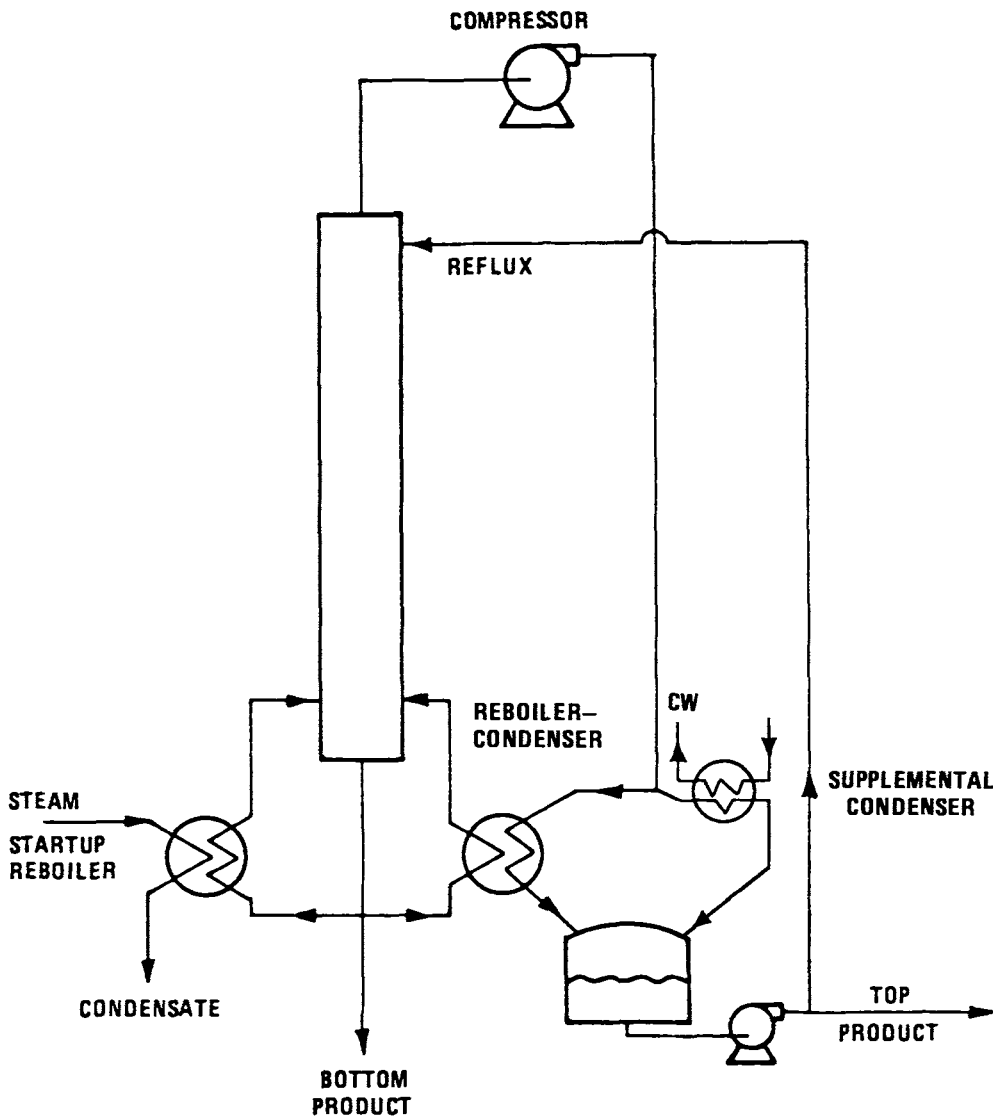 COMPRESSOR
REFLUX
REBOILER–
CONDENSER
CW
SUPPLEMENTAL
CONDENSER
STEAM
STARTUP
REBOILER
CONDENSATE
TOP
PRODUCT
BOTTOM
PRODUCT